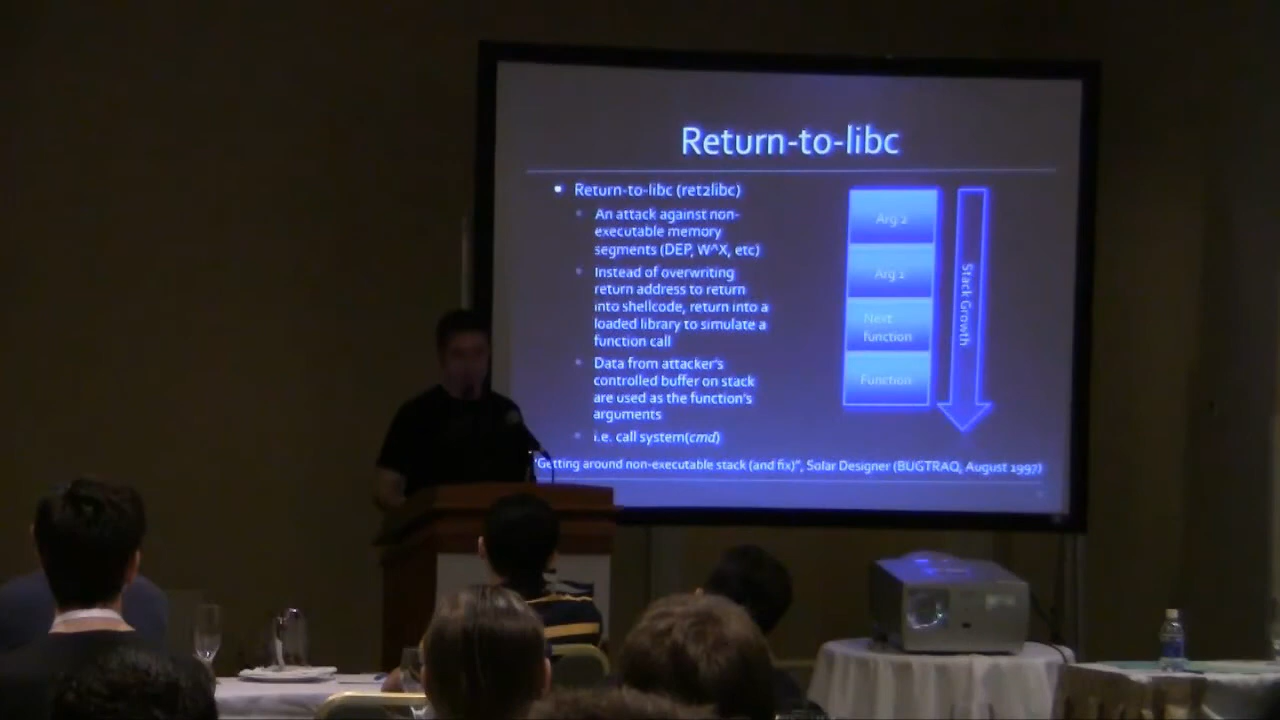 Return-to-libc
Return-to-libc (ret2libc)
An attack against non-
executable memory
segments (DEP, W^X, etc)
Instead of overwriting
return address to return
into shellcode, return into a
loaded library to simulate a
function call
Data from attacker's
controlled buffer on stack
are used as the function's
arguments
i.e. call system(cmd)
"Getting around non-executable stack (and fix)", Solar Designer (BUGTRAQ, August 1997)
Arg 2
Arg 1
Next
function
Function
Stack Growth